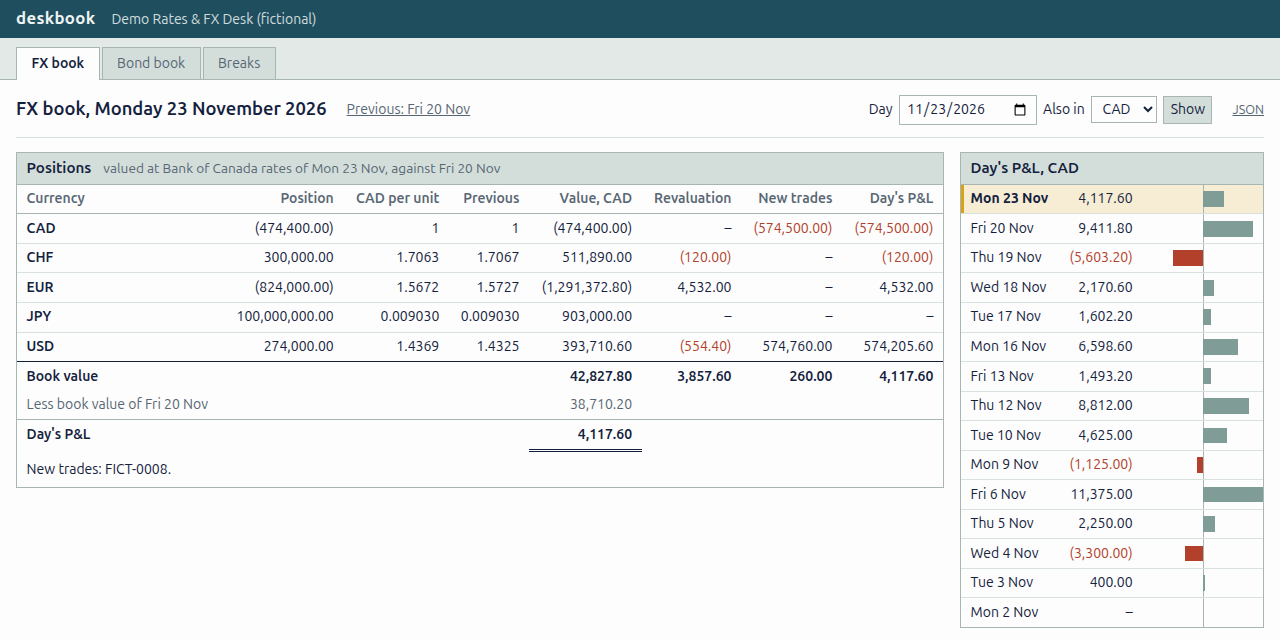 deskbook Demo Rates & FX Desk (fictional)
FX book Bond book Breaks
FX book, Monday 23 November 2026 Previous: Fri 20 Nov Day 11/23/2026 Also in CAD Show JSON
Positions valued at Bank of Canada rates of Mon 23 Nov, against Fri 20 Nov
Currency Position CAD per unit Previous Value, CAD Revaluation New trades Day's P&L
CAD (474,400.00) 1 1 (474,400.00) – (574,500.00) (574,500.00)
CHF 300,000.00 1.7063 1.7067 511,890.00 (120.00) – (120.00)
EUR (824,000.00) 1.5672 1.5727 (1,291,372.80) 4,532.00 – 4,532.00
JPY 100,000,000.00 0.009030 0.009030 903,000.00 – – –
USD 274,000.00 1.4369 1.4325 393,710.60 (554.40) 574,760.00 574,205.60
Book value 42,827.80 3,857.60 260.00 4,117.60
Less book value of Fri 20 Nov 38,710.20
Day's P&L 4,117.60
New trades: FICT-0008.
Day's P&L, CAD
Mon 23 Nov 4,117.60
Fri 20 Nov 9,411.80
Thu 19 Nov (5,603.20)
Wed 18 Nov 2,170.60
Tue 17 Nov 1,602.20
Mon 16 Nov 6,598.60
Fri 13 Nov 1,493.20
Thu 12 Nov 8,812.00
Tue 10 Nov 4,625.00
Mon 9 Nov (1,125.00)
Fri 6 Nov 11,375.00
Thu 5 Nov 2,250.00
Wed 4 Nov (3,300.00)
Tue 3 Nov 400.00
Mon 2 Nov –